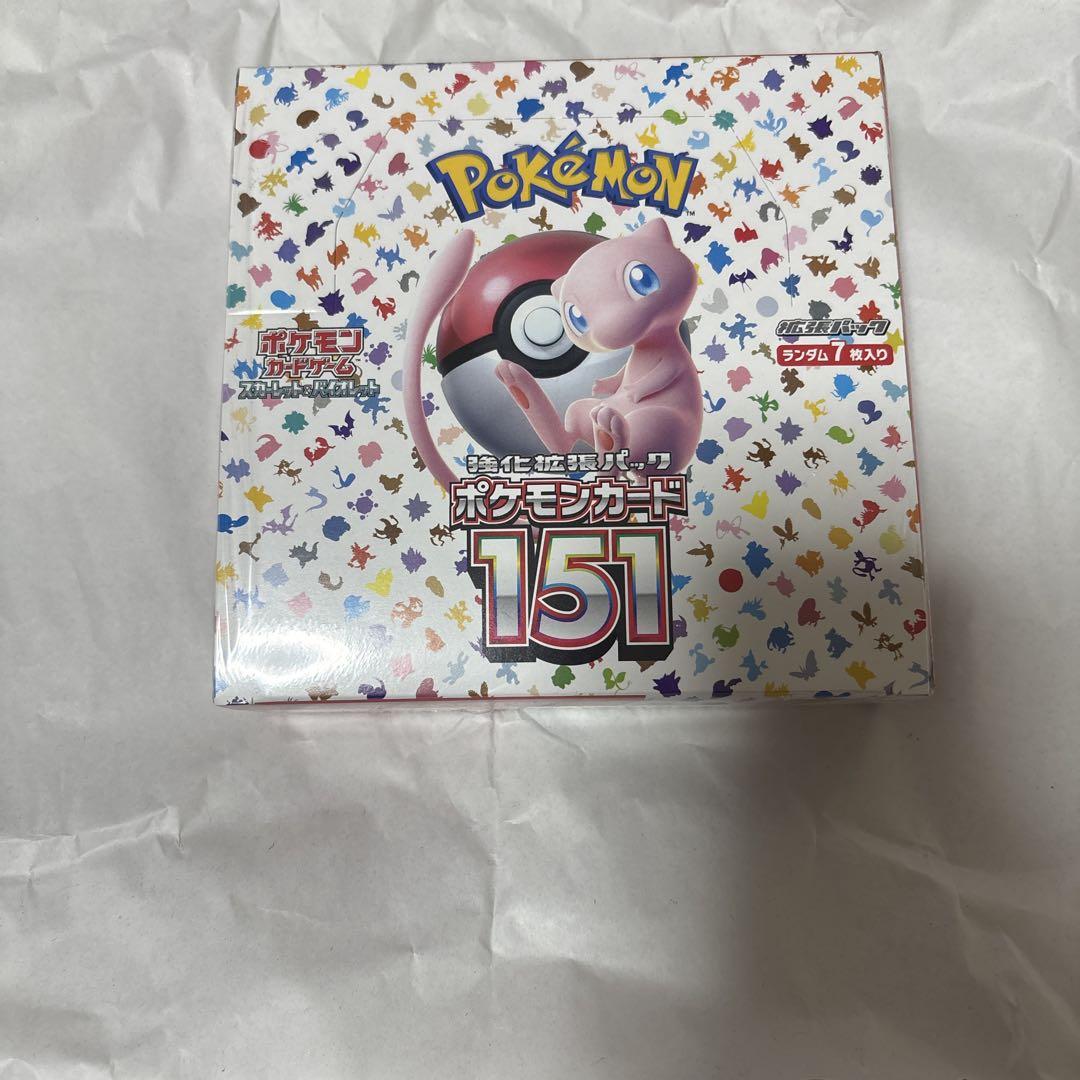 POKéMON
TM
ポケモン
カードゲーム
スカーレット&バイオレット
拡張パック
ランダム7枚入り
強化拡張パック
ポケモンカード
151